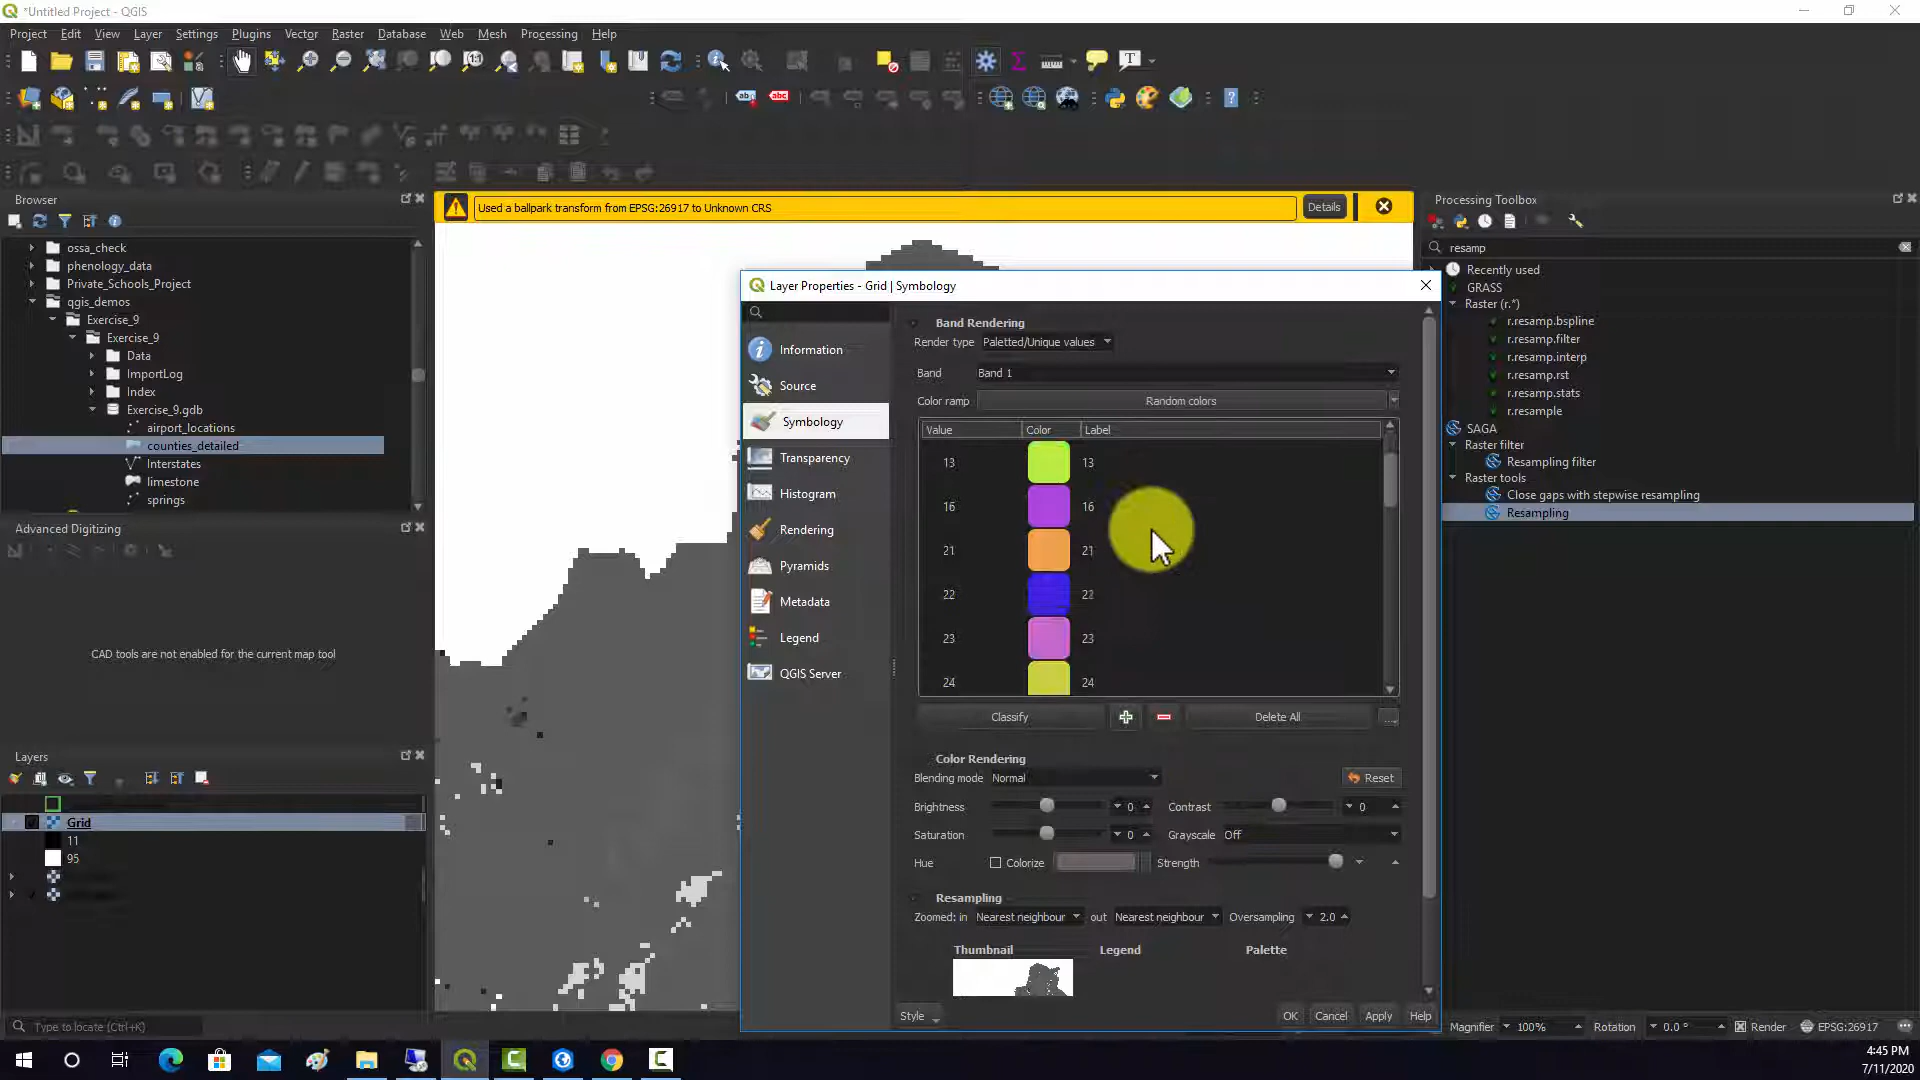 *Untitled Project - QGIS
Project Edit View Layer Settings Plugins Vector Raster Database Web Mesh Processing Help
Browser
ossa_check
phenology_data
Private_Schools_Project
qgis_demos
Exercise_9
Exercise_9
Data
ImportLog
Index
Exercise_9.gdb
airport_locations
counties_detailed
Interstates
limestone
springs
Advanced Digitizing
CAD tools are not enabled for the current map tool
Layers
Grid
11
95
Type to locate (Ctrl+K)
Used a ballpark transform from EPSG:26917 to Unknown CRS
Details
Layer Properties - Grid | Symbology
Information
Source
Symbology
Transparency
Histogram
Rendering
Pyramids
Metadata
Legend
QGIS Server
Band Rendering
Render type Paletted/Unique values
Band Band 1
Color ramp Random colors
Value Color Label
13 13
16 16
21 21
22 22
23 23
24 24
Classify Delete All ...
Color Rendering
Blending mode Normal Reset
Brightness 0 Contrast 0
Saturation 0 Grayscale Off
Hue Colorize Strength
Resampling
Zoomed: in Nearest neighbour out Nearest neighbour Oversampling 2.0
Thumbnail Legend Palette
Style OK Cancel Apply Help
Processing Toolbox
resamp
Recently used
GRASS
Raster (r.*)
r.resamp.bspline
r.resamp.filter
r.resamp.interp
r.resamp.rst
r.resamp.stats
r.resample
SAGA
Raster filter
Resampling filter
Raster tools
Close gaps with stepwise resampling
Resampling
Magnifier 100% Rotation 0.0 ° Render EPSG:26917
4:45 PM
7/11/2020